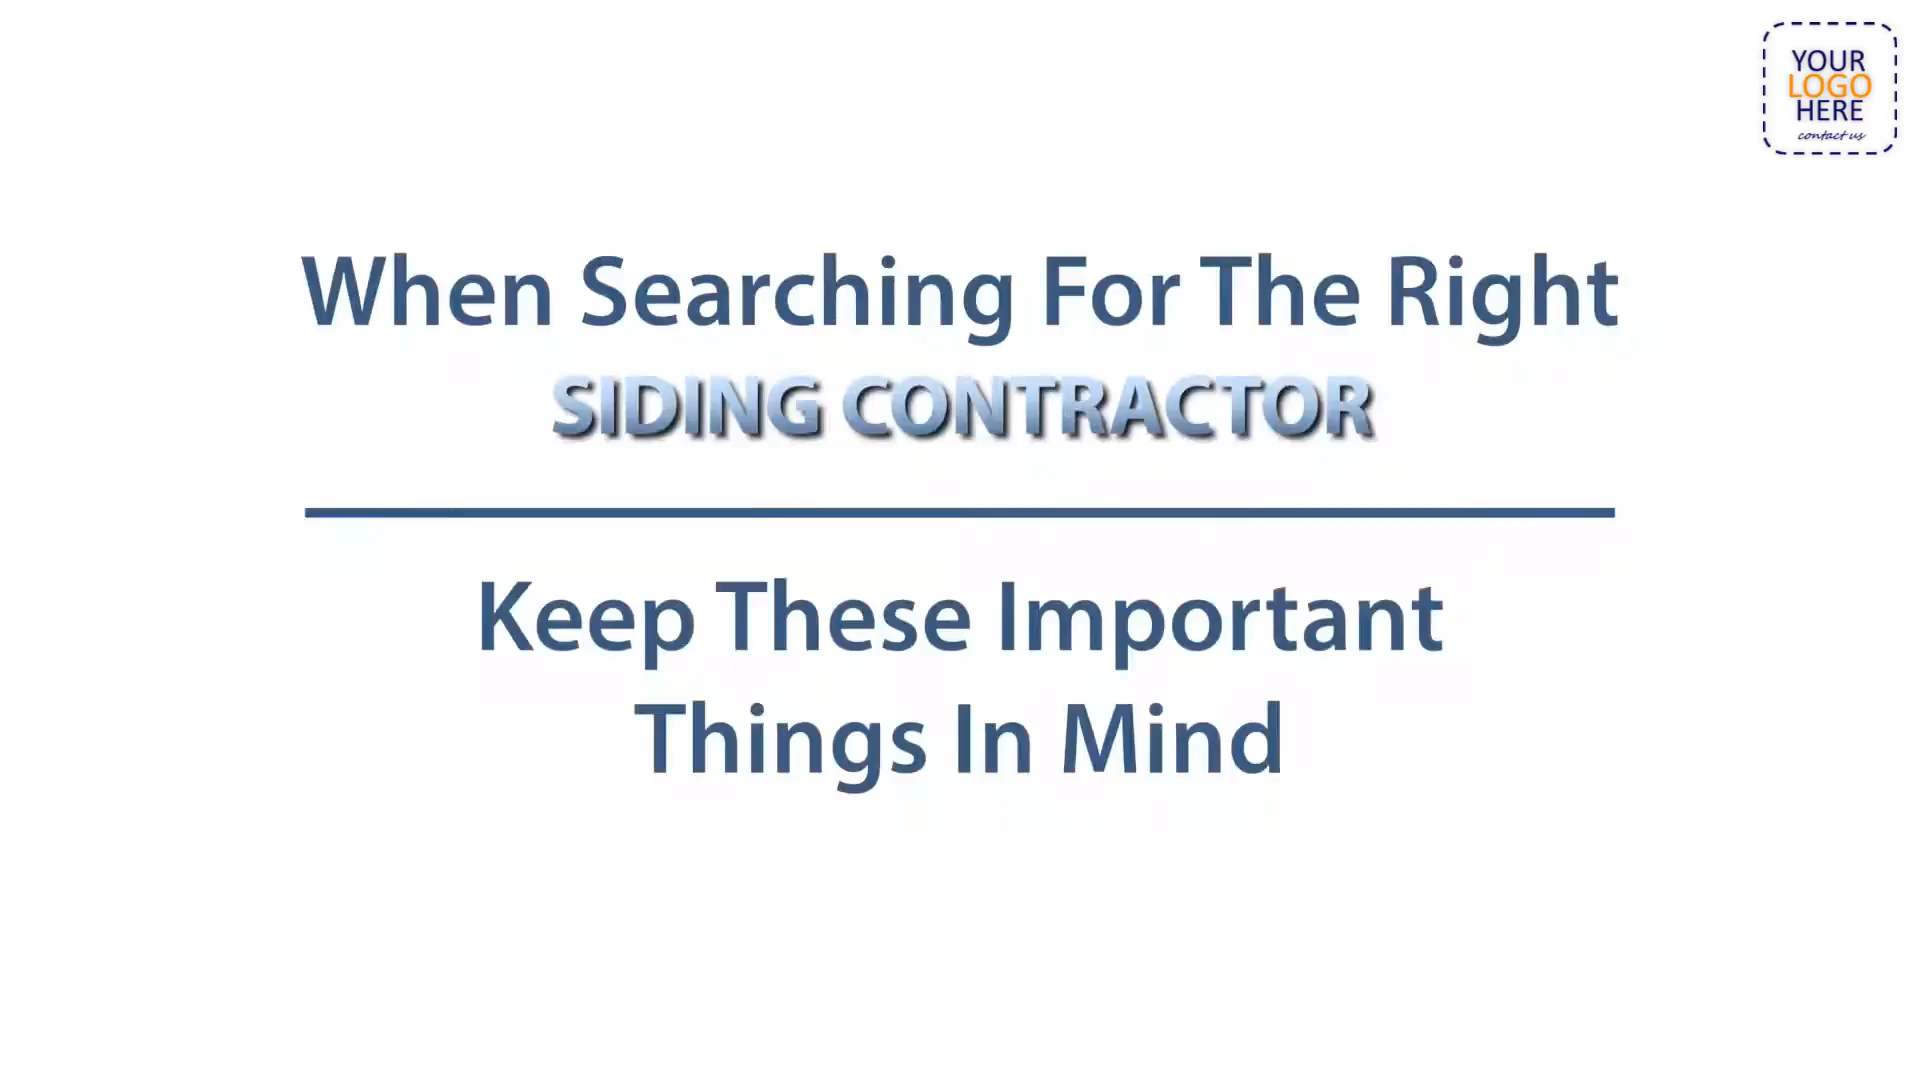 YOUR
LOGO
HERE
contact us
When Searching For The Right
SIDING CONTRACTOR
Keep These Important
Things In Mind